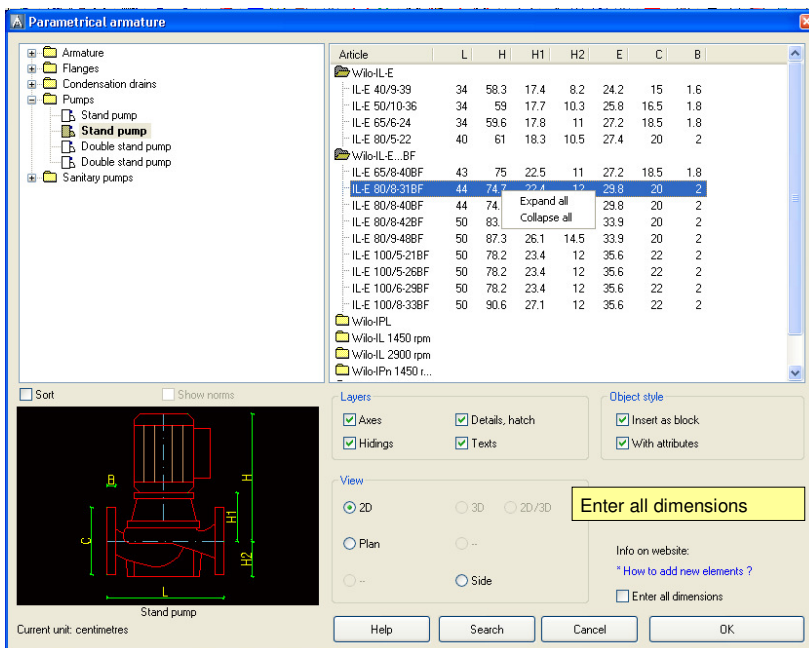 Parametrical armature
Armature
Flanges
Condensation drains
Pumps
Stand pump
Stand pump
Double stand pump
Double stand pump
Sanitary pumps
Article L H H1 H2 E C B
Wilo-IL-E
IL-E 40/9-39 34 58.3 17.4 8.2 24.2 15 1.6
IL-E 50/10-36 34 59 17.7 10.3 25.8 16.5 1.8
IL-E 65/6-24 34 59.6 17.8 11 27.2 18.5 1.8
IL-E 80/5-22 40 61 18.3 10.5 27.4 20 2
Wilo-IL-E...BF
IL-E 65/8-40BF 43 75 22.5 11 27.2 18.5 1.8
IL-E 80/8-31BF 44 74.7 22.4 12 29.8 20 2
IL-E 80/8-40BF 44 74. 29.8 20 2
IL-E 80/8-42BF 50 83. 33.9 20 2
IL-E 80/9-48BF 50 87.3 26.1 14.5 33.9 20 2
IL-E 100/5-21BF 50 78.2 23.4 12 35.6 22 2
IL-E 100/5-26BF 50 78.2 23.4 12 35.6 22 2
IL-E 100/6-29BF 50 78.2 23.4 12 35.6 22 2
IL-E 100/8-33BF 50 90.6 27.1 12 35.6 22 2
Wilo-IPL
Wilo-IL 1450 rpm
Wilo-IL 2900 rpm
Wilo-IPn 1450 r...
Expand all
Collapse all
Sort Show norms
B
H
H1
C
H2
L
Stand pump
Current unit: centimetres
Layers
Axes Details, hatch
Hidings Texts
Object style
Insert as block
With attributes
View
2D 3D 2D/3D
Plan --
-- Side
Enter all dimensions
Info on website:
* How to add new elements ?
Enter all dimensions
Help Search Cancel OK